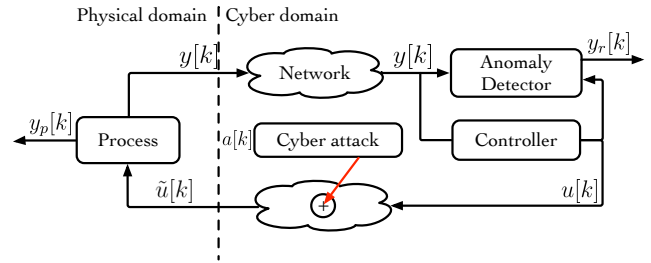 Physical domain
Cyber domain
y[k]
y[k]
y_r[k]
Network
Anomaly
Detector
y_p[k]
Process
a[k]
Cyber attack
Controller
ũ[k]
+
u[k]